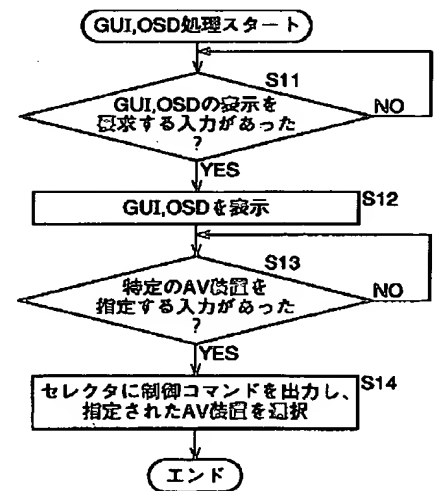 GUI,OSD処理スタート
S11
GUI,OSDの表示を
要求する入力があった
?
NO
YES
GUI,OSDを表示
S12
S13
特定のAV装置を
指定する入力があった
?
NO
YES
セレクタに制御コマンドを出力し、
指定されたAV装置を選択
S14
エンド